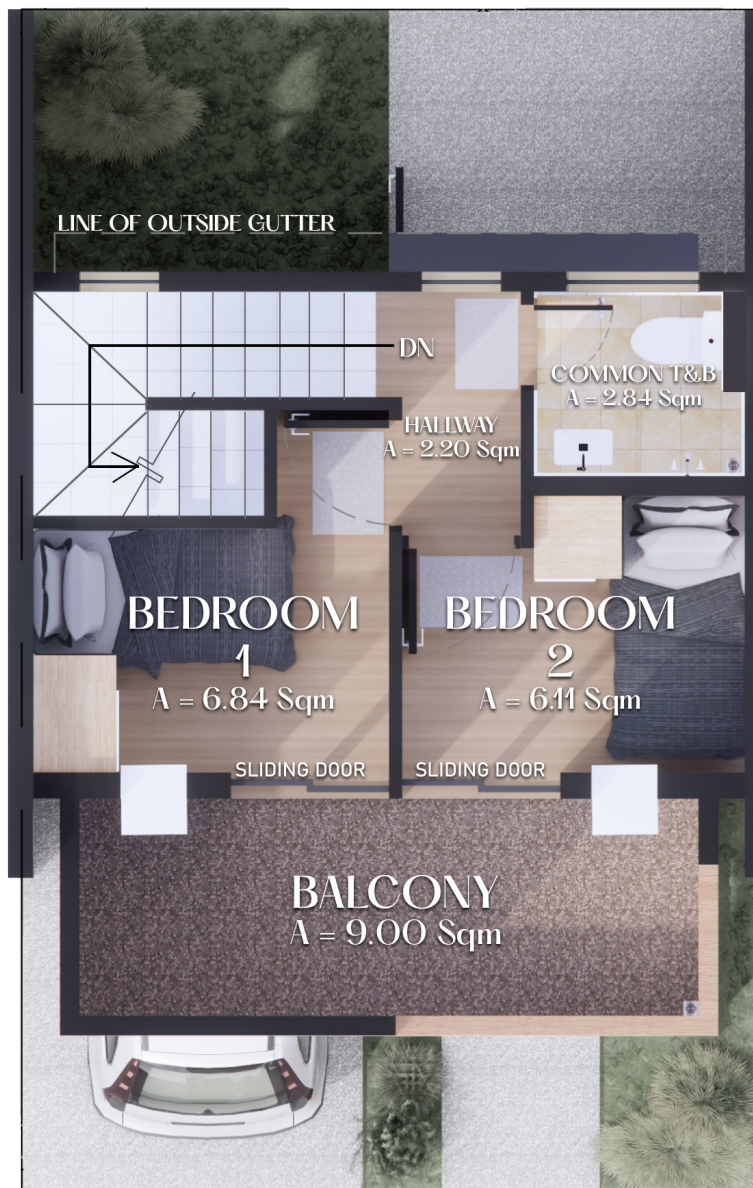 LINE OF OUTSIDE GUTTER
DN
COMMON T&B
A = 2.84 Sqm
HALLWAY
A = 2.20 Sqm
BEDROOM
1
A = 6.84 Sqm
BEDROOM
2
A = 6.11 Sqm
SLIDING DOOR
SLIDING DOOR
BALCONY
A = 9.00 Sqm